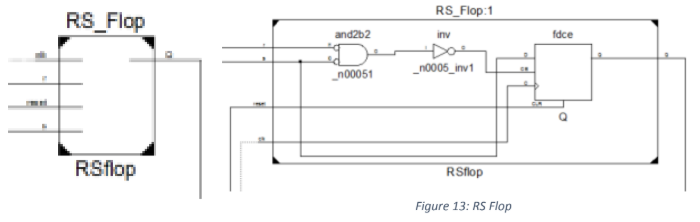 RS_Flop
clk
r
reset
s
Q
RSflop
RS_Flop:1
and2b2
inv
fdce
r
s
_n00051
_n0005_inv1
D
CE
C
CLR
Q
Q
Q
reset
clk
RSflop
Figure 13: RS Flop